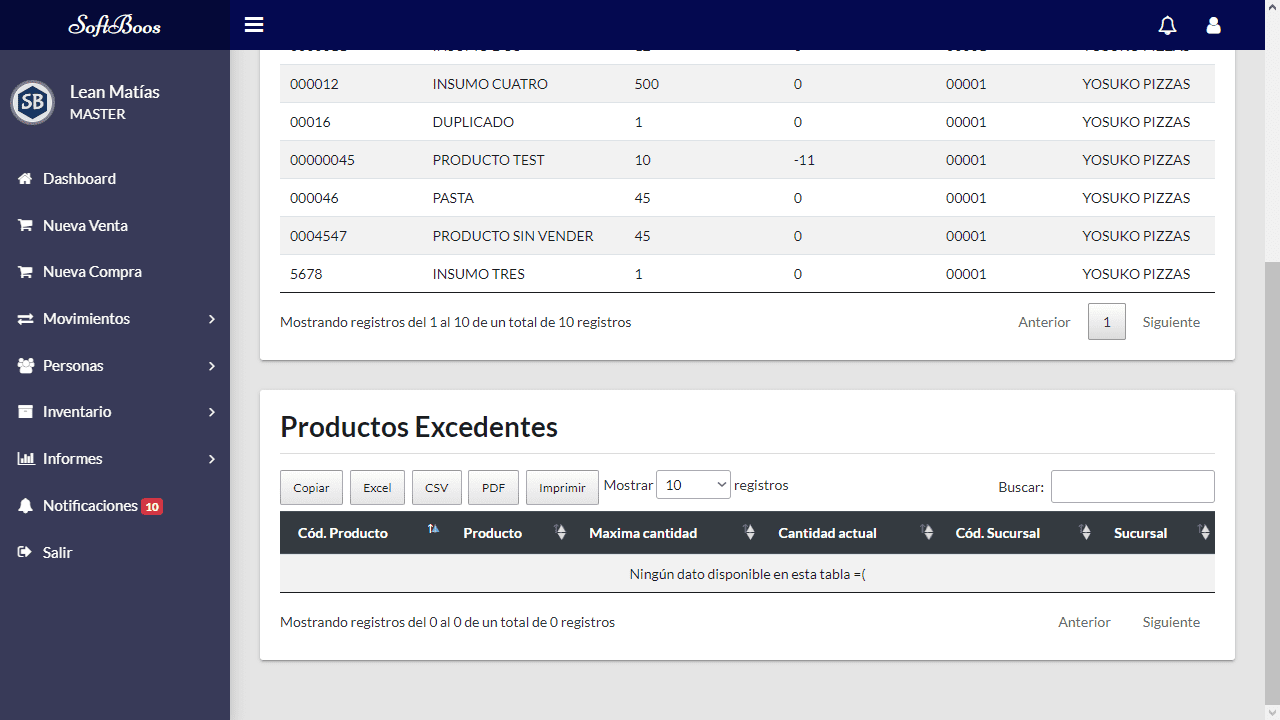 SoftBoos
SB
Lean Matías
MASTER
Dashboard
Nueva Venta
Nueva Compra
Movimientos
Personas
Inventario
Informes
Notificaciones 10
Salir
000012 INSUMO CUATRO 500 0 00001 YOSUKO PIZZAS
00016 DUPLICADO 1 0 00001 YOSUKO PIZZAS
00000045 PRODUCTO TEST 10 -11 00001 YOSUKO PIZZAS
000046 PASTA 45 0 00001 YOSUKO PIZZAS
0004547 PRODUCTO SIN VENDER 45 0 00001 YOSUKO PIZZAS
5678 INSUMO TRES 1 0 00001 YOSUKO PIZZAS
Mostrando registros del 1 al 10 de un total de 10 registros Anterior 1 Siguiente
Productos Excedentes
Copiar Excel CSV PDF Imprimir Mostrar 10 registros Buscar:
Cód. Producto Producto Maxima cantidad Cantidad actual Cód. Sucursal Sucursal
Ningún dato disponible en esta tabla =(
Mostrando registros del 0 al 0 de un total de 0 registros Anterior Siguiente